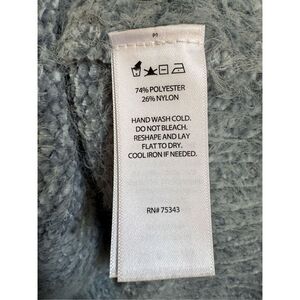 74% POLYESTER
26% NYLON
HAND WASH COLD.
DO NOT BLEACH.
RESHAPE AND LAY
FLAT TO DRY.
COOL IRON IF NEEDED.
RN# 75343